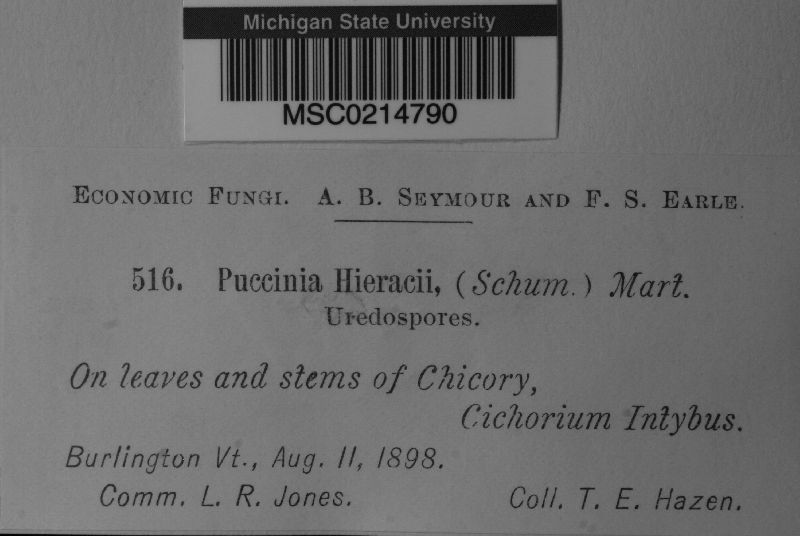 Michigan State University
MSC0214790
Economic Fungi. A. B. Seymour and F. S. Earle.
516. Puccinia Hieracii, (Schum.) Mart.
Uredospores.
On leaves and stems of Chicory,
Cichorium Intybus.
Burlington Vt., Aug. 11, 1898.
Comm. L. R. Jones. Coll. T. E. Hazen.